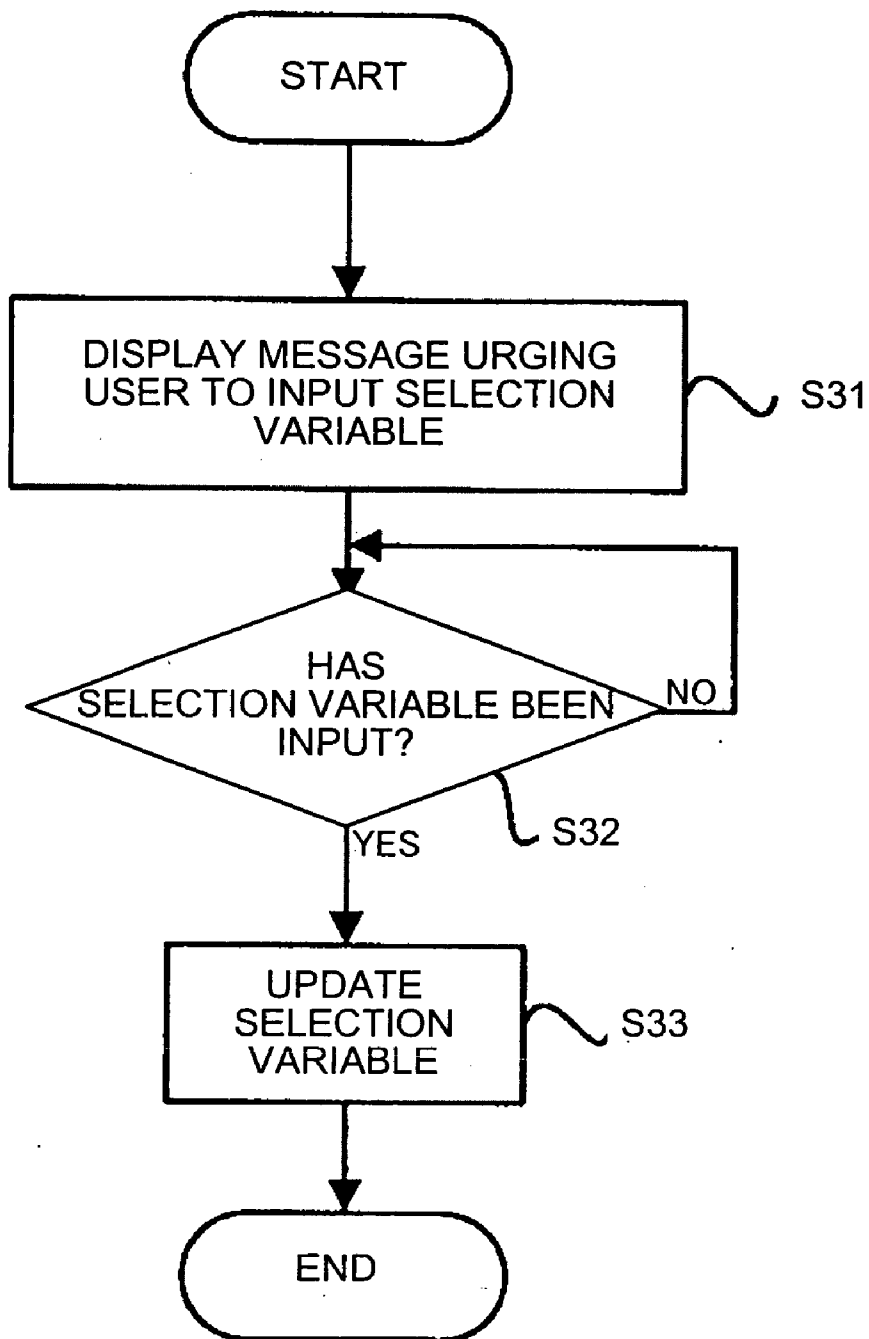 START
DISPLAY MESSAGE URGING
USER TO INPUT SELECTION
VARIABLE
S31
HAS
SELECTION VARIABLE BEEN
INPUT?
NO
S32
YES
UPDATE
SELECTION
VARIABLE
S33
END